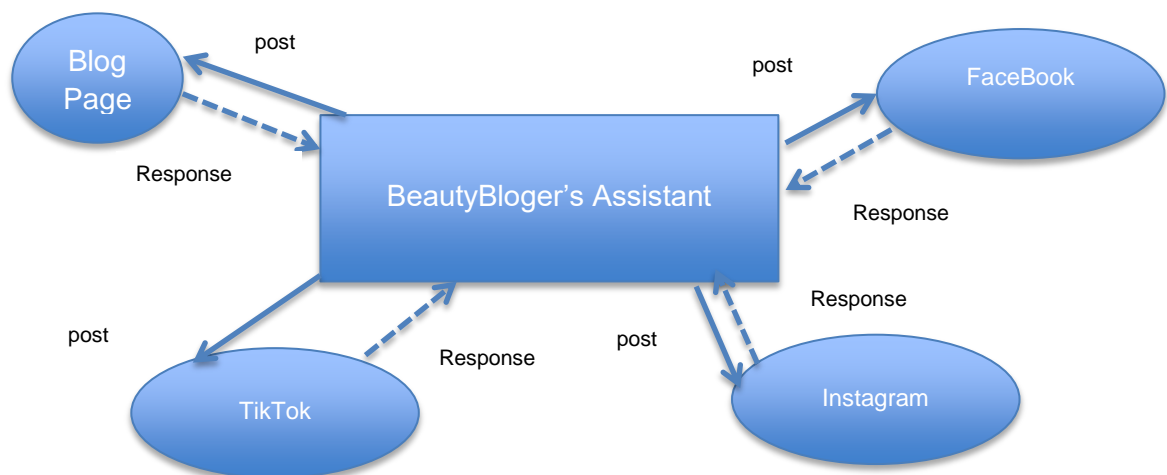 post
Blog
Page
post
FaceBook
Response
BeautyBloger’s Assistant
Response
Response
post
post
Response
TikTok
Instagram